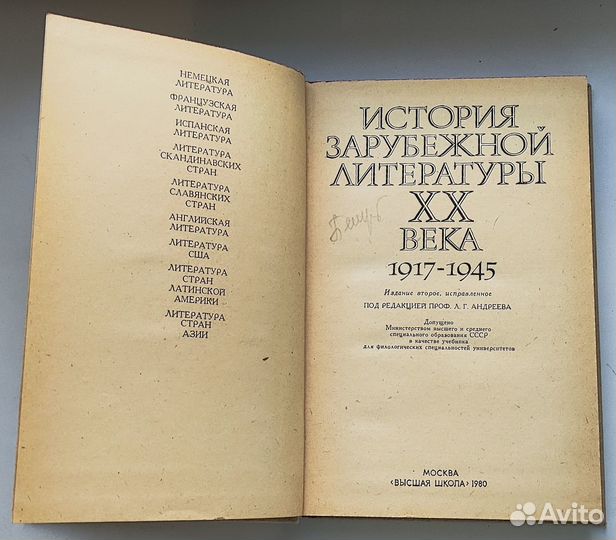 НЕМЕЦКАЯ
ЛИТЕРАТУРА
ФРАНЦУЗСКАЯ
ЛИТЕРАТУРА
ИСПАНСКАЯ
ЛИТЕРАТУРА
ЛИТЕРАТУРА
СКАНДИНАВСКИХ
СТРАН
ЛИТЕРАТУРА
СЛАВЯНСКИХ
СТРАН
АНГЛИЙСКАЯ
ЛИТЕРАТУРА
ЛИТЕРАТУРА
США
ЛИТЕРАТУРА
СТРАН
ЛАТИНСКОЙ
АМЕРИКИ
ЛИТЕРАТУРА
СТРАН
АЗИИ
ИСТОРИЯ
ЗАРУБЕЖНОЙ
ЛИТЕРАТУРЫ
XX
ВЕКА
1917-1945
Издание второе, исправленное
ПОД РЕДАКЦИЕЙ ПРОФ. Л. Г. АНДРЕЕВА
Допущено
Министерством высшего и среднего
специального образования СССР
в качестве учебника
для филологических специальностей университетов
МОСКВА
«ВЫСШАЯ ШКОЛА» 1980
Avito